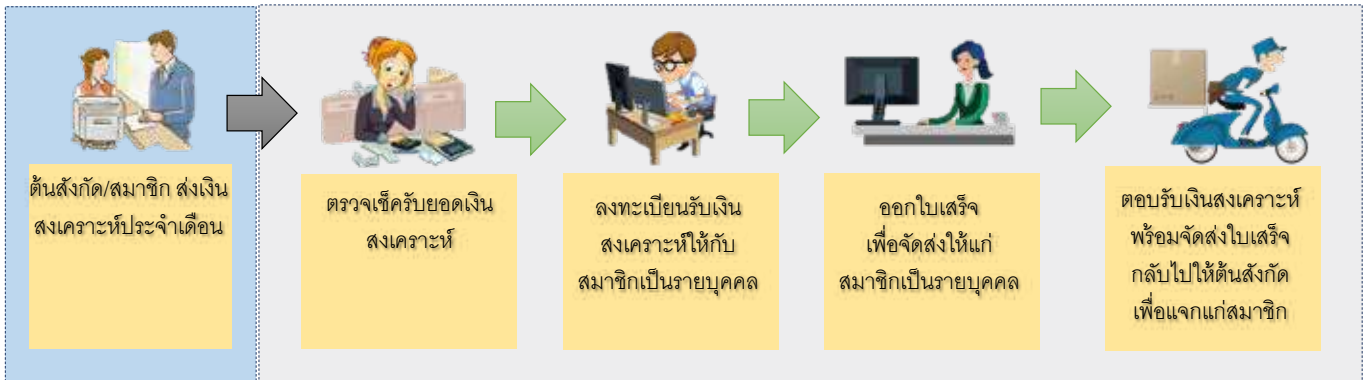 ต้นสังกัด/สมาชิก ส่งเงิน
สงเคราะห์ประจำเดือน
ตรวจเช็ครับยอดเงิน
สงเคราะห์
ลงทะเบียนรับเงิน
สงเคราะห์ให้กับ
สมาชิกเป็นรายบุคคล
ออกใบเสร็จ
เพื่อจัดส่งให้แก่
สมาชิกเป็นรายบุคคล
ตอบรับเงินสงเคราะห์
พร้อมจัดส่งใบเสร็จ
กลับไปให้ต้นสังกัด
เพื่อแจกแก่สมาชิก